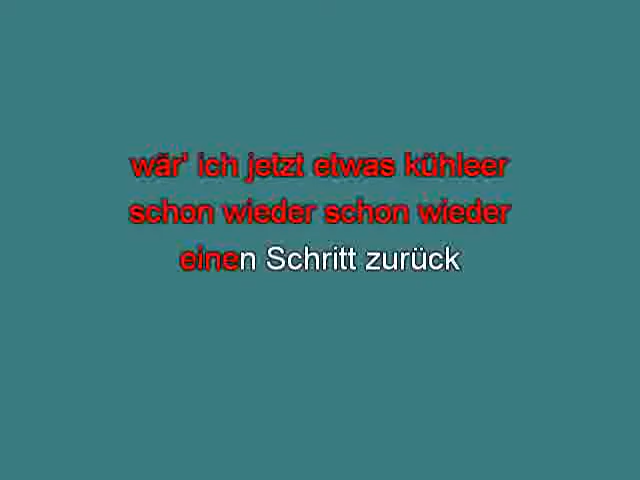 wär' ich jetzt etwas kühleer
schon wieder schon wieder
einen Schritt zurück